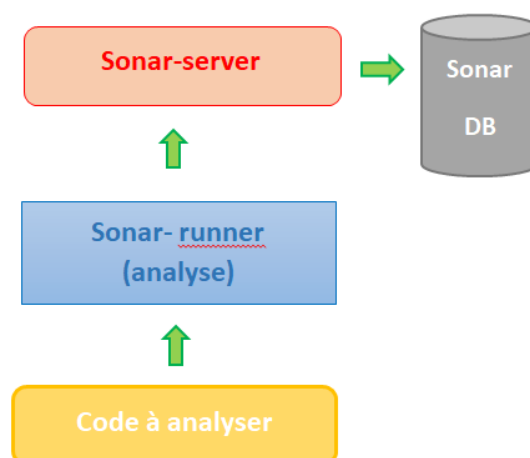 Sonar-server
Sonar
DB
Sonar- runner
(analyse)
Code à analyser